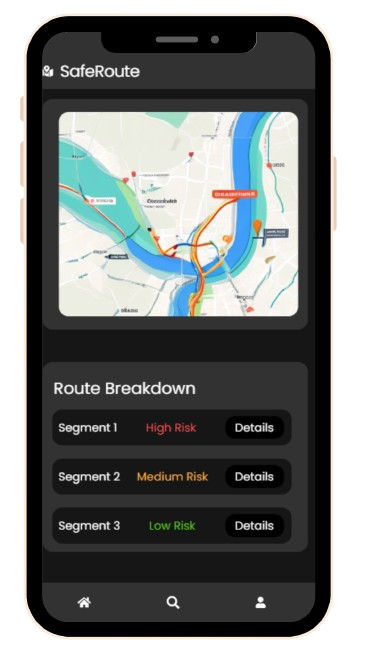 SafeRoute
Route Breakdown
Segment 1 High Risk Details
Segment 2 Medium Risk Details
Segment 3 Low Risk Details